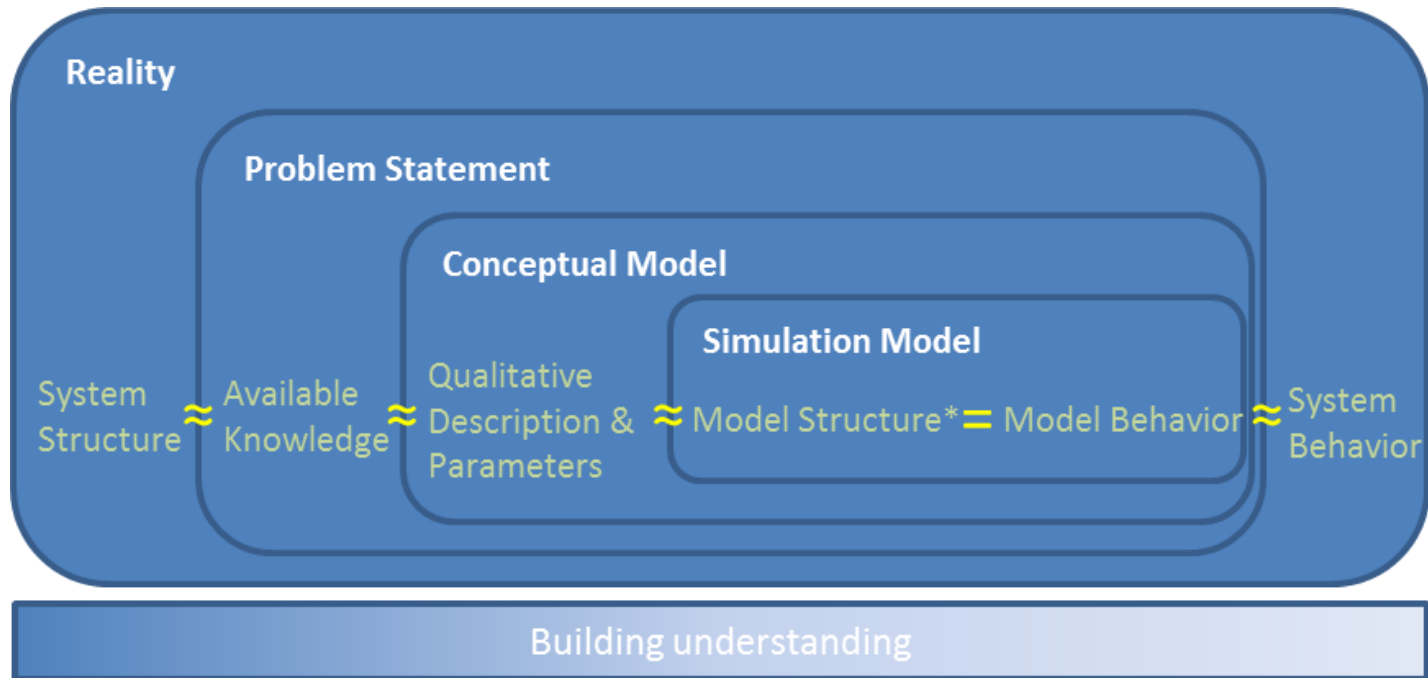 Reality
Problem Statement
Conceptual Model
Simulation Model
System
Structure
≈
Available
Knowledge
≈
Qualitative
Description &
Parameters
≈
Model Structure*
=
Model Behavior
≈
System
Behavior
Building understanding